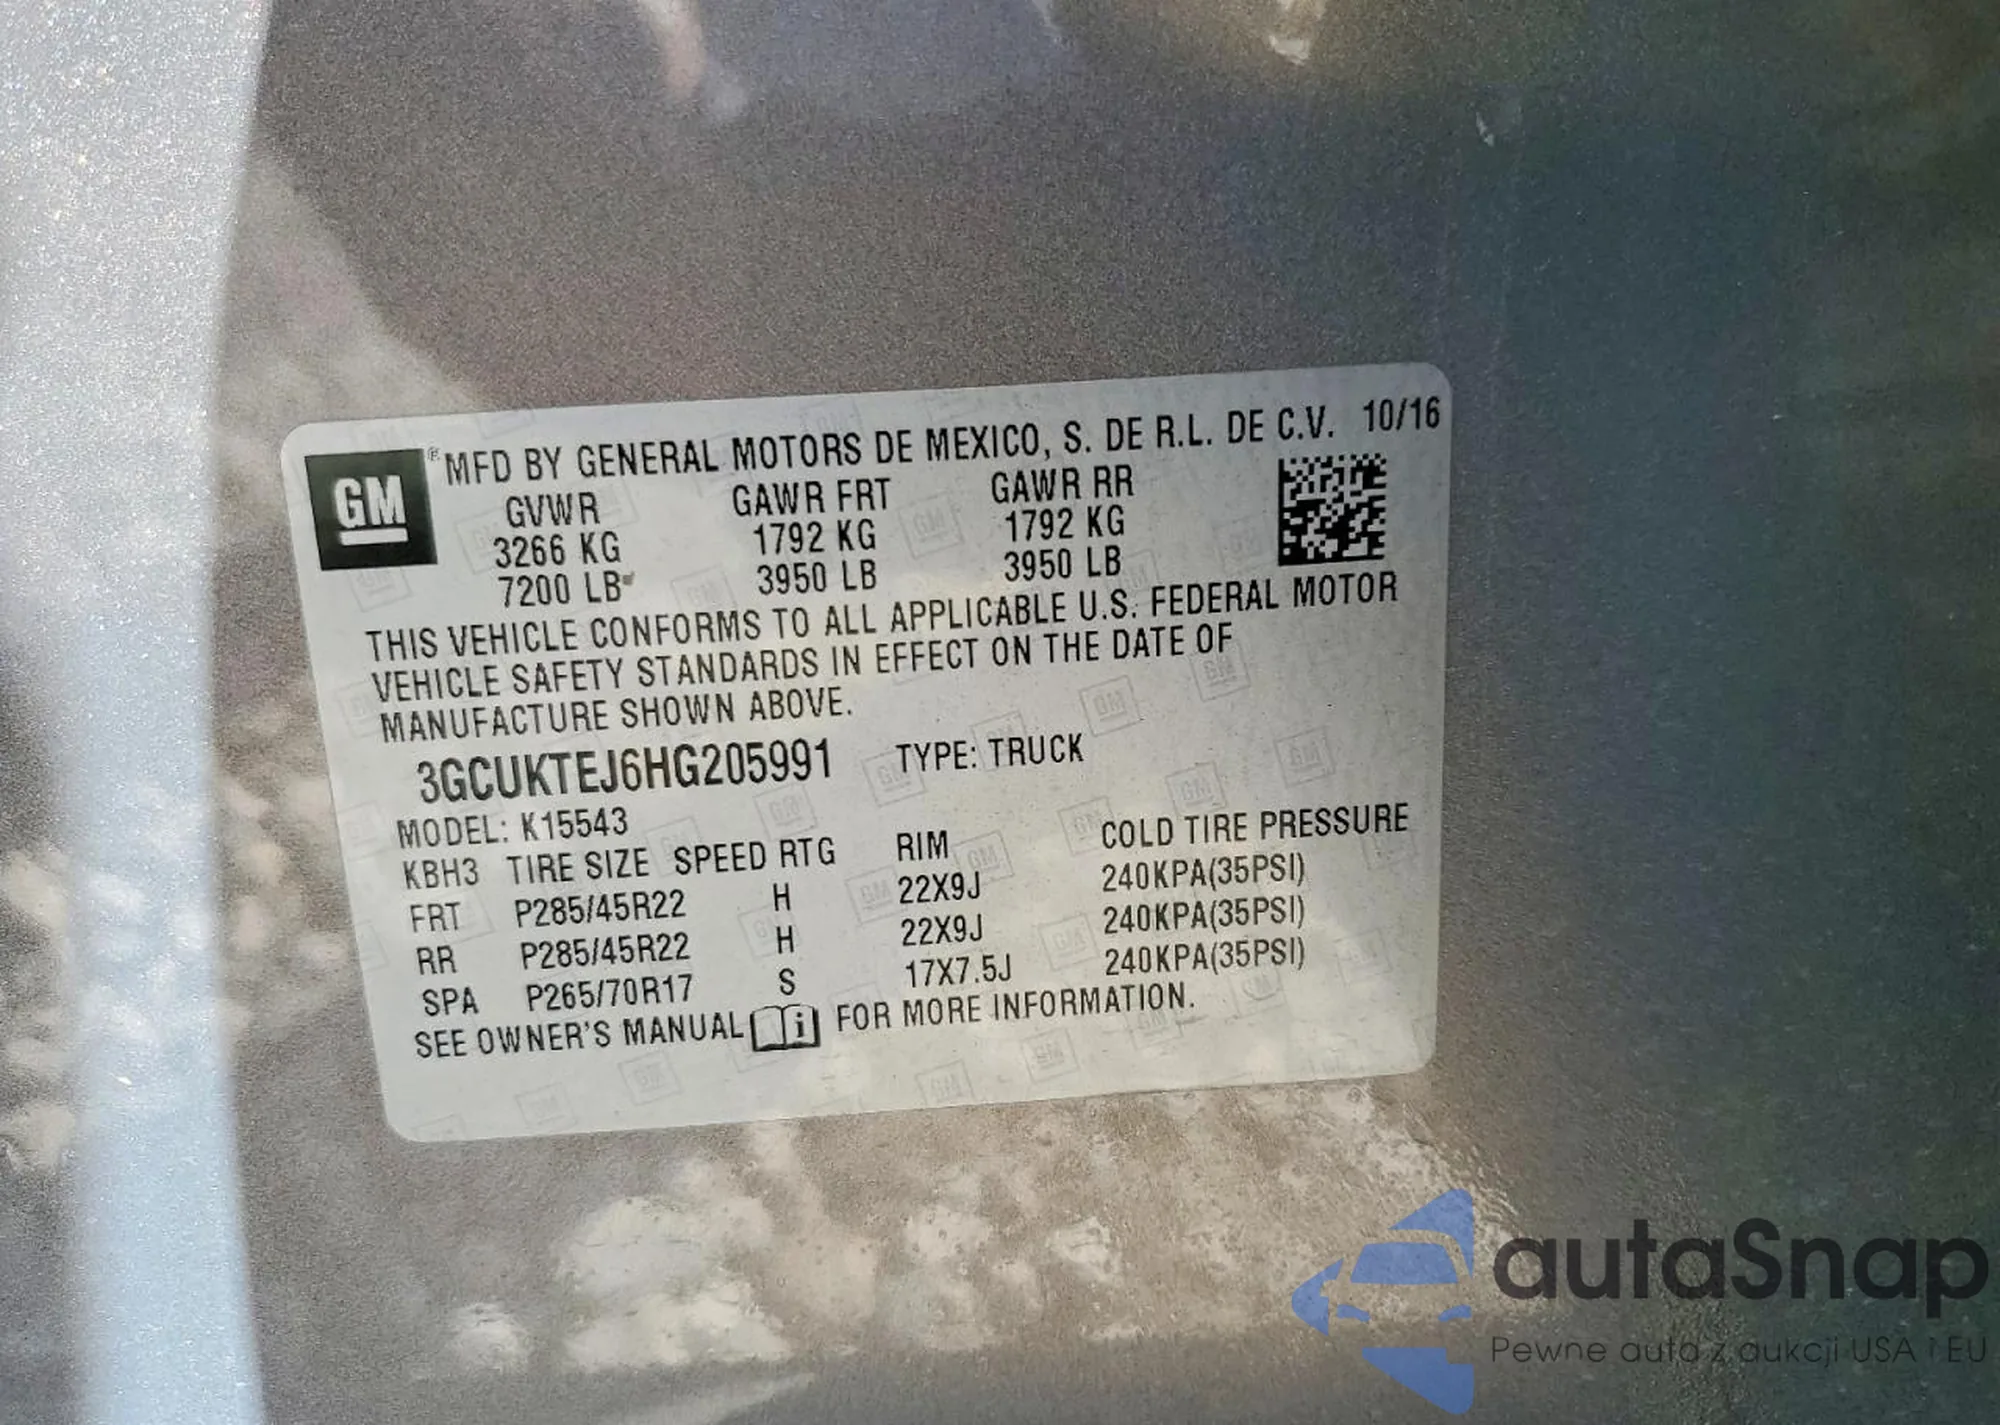 GM® MFD BY GENERAL MOTORS DE MEXICO, S. DE R.L. DE C.V. 10/16
GVWR GAWR FRT GAWR RR
3266 KG 1792 KG 1792 KG
7200 LB 3950 LB 3950 LB
THIS VEHICLE CONFORMS TO ALL APPLICABLE U.S. FEDERAL MOTOR
VEHICLE SAFETY STANDARDS IN EFFECT ON THE DATE OF
MANUFACTURE SHOWN ABOVE.
3GCUKTEJ6HG205991 TYPE: TRUCK
MODEL: K15543
KBH3 TIRE SIZE SPEED RTG RIM COLD TIRE PRESSURE
FRT P285/45R22 H 22X9J 240KPA(35PSI)
RR P285/45R22 H 22X9J 240KPA(35PSI)
SPA P265/70R17 S 17X7.5J 240KPA(35PSI)
SEE OWNER'S MANUAL i FOR MORE INFORMATION.
autaSnap
Pewne auta z aukcji USA i EU